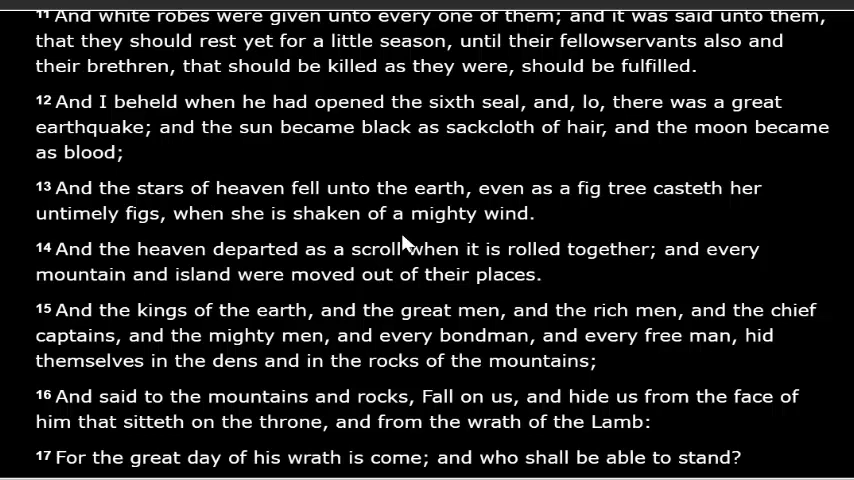 11 And white robes were given unto every one of them; and it was said unto them,
that they should rest yet for a little season, until their fellowservants also and
their brethren, that should be killed as they were, should be fulfilled.
12 And I beheld when he had opened the sixth seal, and, lo, there was a great
earthquake; and the sun became black as sackcloth of hair, and the moon became
as blood;
13 And the stars of heaven fell unto the earth, even as a fig tree casteth her
untimely figs, when she is shaken of a mighty wind.
14 And the heaven departed as a scroll when it is rolled together; and every
mountain and island were moved out of their places.
15 And the kings of the earth, and the great men, and the rich men, and the chief
captains, and the mighty men, and every bondman, and every free man, hid
themselves in the dens and in the rocks of the mountains;
16 And said to the mountains and rocks, Fall on us, and hide us from the face of
him that sitteth on the throne, and from the wrath of the Lamb:
17 For the great day of his wrath is come; and who shall be able to stand?